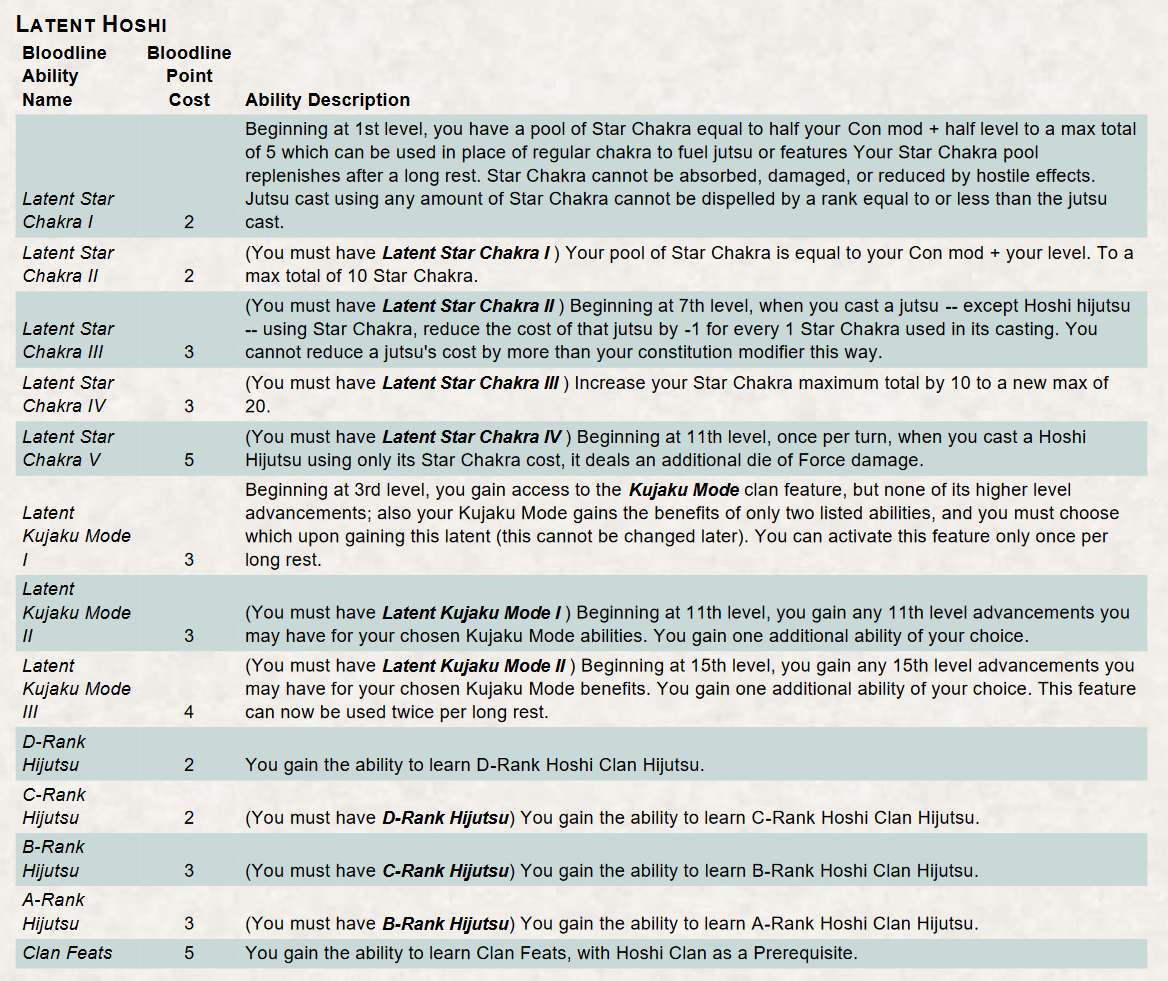 LATENT HOSHI
Bloodline Ability Name
Bloodline Point Cost
Ability Description
Latent Star Chakra I
2
Beginning at 1st level, you have a pool of Star Chakra equal to half your Con mod + half level to a max total
of 5 which can be used in place of regular chakra to fuel jutsu or features Your Star Chakra pool
replenishes after a long rest. Star Chakra cannot be absorbed, damaged, or reduced by hostile effects.
Jutsu cast using any amount of Star Chakra cannot be dispelled by a rank equal to or less than the jutsu
cast.
Latent Star Chakra II
2
(You must have Latent Star Chakra I ) Your pool of Star Chakra is equal to your Con mod + your level. To a
max total of 10 Star Chakra.
Latent Star Chakra III
3
(You must have Latent Star Chakra II ) Beginning at 7th level, when you cast a jutsu -- except Hoshi hijutsu
-- using Star Chakra, reduce the cost of that jutsu by -1 for every 1 Star Chakra used in its casting. You
cannot reduce a jutsu's cost by more than your constitution modifier this way.
Latent Star Chakra IV
3
(You must have Latent Star Chakra III ) Increase your Star Chakra maximum total by 10 to a new max of
20.
Latent Star Chakra V
5
(You must have Latent Star Chakra IV ) Beginning at 11th level, once per turn, when you cast a Hoshi
Hijutsu using only its Star Chakra cost, it deals an additional die of Force damage.
Latent Kujaku Mode I
3
Beginning at 3rd level, you gain access to the Kujaku Mode clan feature, but none of its higher level
advancements; also your Kujaku Mode gains the benefits of only two listed abilities, and you must choose
which upon gaining this latent (this cannot be changed later). You can activate this feature only once per
long rest.
Latent Kujaku Mode II
3
(You must have Latent Kujaku Mode I ) Beginning at 11th level, you gain any 11th level advancements you
may have for your chosen Kujaku Mode abilities. You gain one additional ability of your choice.
Latent Kujaku Mode III
4
(You must have Latent Kujaku Mode II ) Beginning at 15th level, you gain any 15th level advancements you
may have for your chosen Kujaku Mode benefits. You gain one additional ability of your choice. This feature
can now be used twice per long rest.
D-Rank Hijutsu
2
You gain the ability to learn D-Rank Hoshi Clan Hijutsu.
C-Rank Hijutsu
2
(You must have D-Rank Hijutsu) You gain the ability to learn C-Rank Hoshi Clan Hijutsu.
B-Rank Hijutsu
3
(You must have C-Rank Hijutsu) You gain the ability to learn B-Rank Hoshi Clan Hijutsu.
A-Rank Hijutsu
3
(You must have B-Rank Hijutsu) You gain the ability to learn A-Rank Hoshi Clan Hijutsu.
Clan Feats
5
You gain the ability to learn Clan Feats, with Hoshi Clan as a Prerequisite.